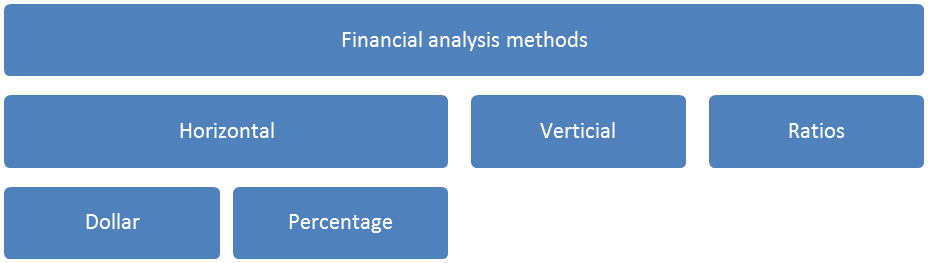 Financial analysis methods
Horizontal
Verticial
Ratios
Dollar
Percentage